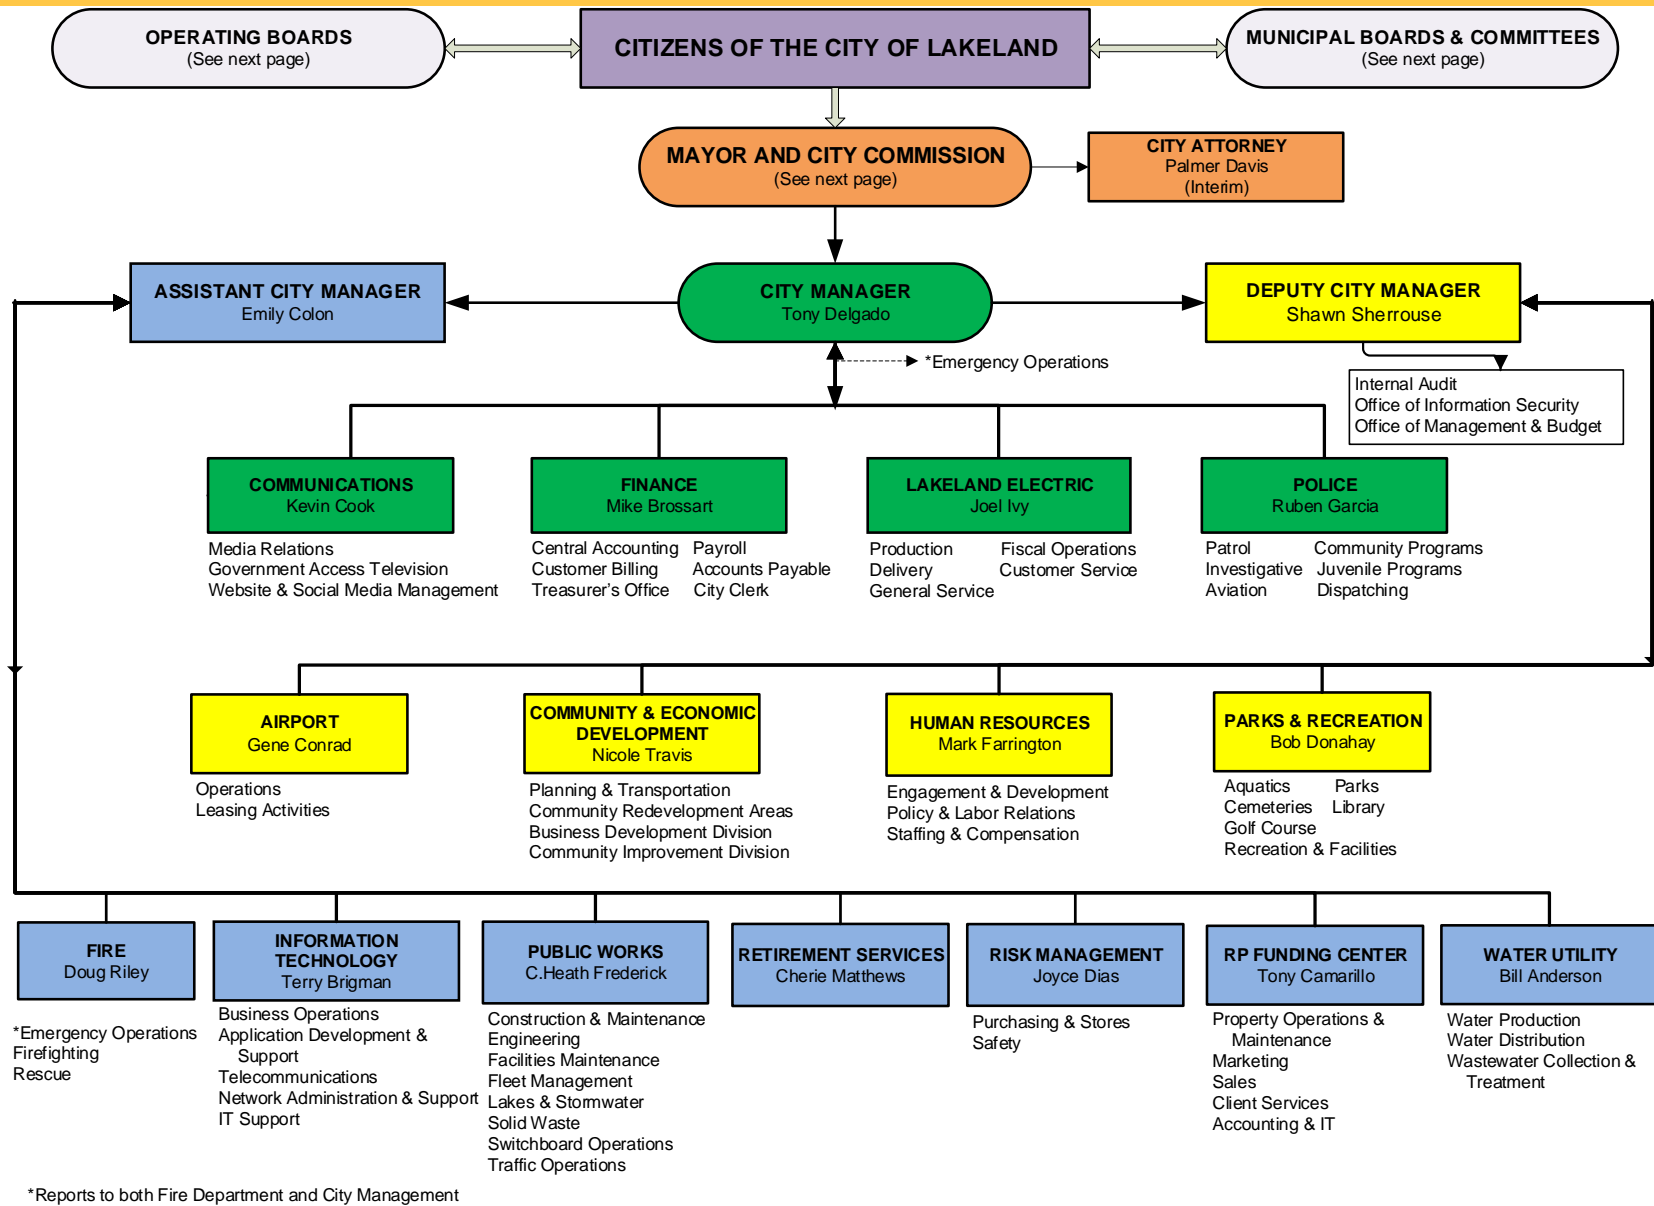 OPERATING BOARDS
(See next page)
CITIZENS OF THE CITY OF LAKELAND
MUNICIPAL BOARDS & COMMITTEES
(See next page)
MAYOR AND CITY COMMISSION
(See next page)
CITY ATTORNEY
Palmer Davis
(Interim)
ASSISTANT CITY MANAGER
Emily Colon
CITY MANAGER
Tony Delgado
DEPUTY CITY MANAGER
Shawn Sherrouse
*Emergency Operations
Internal Audit
Office of Information Security
Office of Management & Budget
COMMUNICATIONS
Kevin Cook
Media Relations
Government Access Television
Website & Social Media Management
FINANCE
Mike Brossart
Central Accounting
Customer Billing
Treasurer's Office
Payroll
Accounts Payable
City Clerk
LAKELAND ELECTRIC
Joel Ivy
Production
Delivery
General Service
Fiscal Operations
Customer Service
POLICE
Ruben Garcia
Patrol
Investigative
Aviation
Community Programs
Juvenile Programs
Dispatching
AIRPORT
Gene Conrad
Operations
Leasing Activities
COMMUNITY & ECONOMIC
DEVELOPMENT
Nicole Travis
Planning & Transportation
Community Redevelopment Areas
Business Development Division
Community Improvement Division
HUMAN RESOURCES
Mark Farrington
Engagement & Development
Policy & Labor Relations
Staffing & Compensation
PARKS & RECREATION
Bob Donahay
Aquatics
Cemeteries
Golf Course
Recreation & Facilities
Parks
Library
FIRE
Doug Riley
*Emergency Operations
Firefighting
Rescue
INFORMATION
TECHNOLOGY
Terry Brigman
Business Operations
Application Development &
Support
Telecommunications
Network Administration & Support
IT Support
PUBLIC WORKS
C.Heath Frederick
Construction & Maintenance
Engineering
Facilities Maintenance
Fleet Management
Lakes & Stormwater
Solid Waste
Switchboard Operations
Traffic Operations
RETIREMENT SERVICES
Cherie Matthews
RISK MANAGEMENT
Joyce Dias
Purchasing & Stores
Safety
RP FUNDING CENTER
Tony Camarillo
Property Operations &
Maintenance
Marketing
Sales
Client Services
Accounting & IT
WATER UTILITY
Bill Anderson
Water Production
Water Distribution
Wastewater Collection &
Treatment
*Reports to both Fire Department and City Management